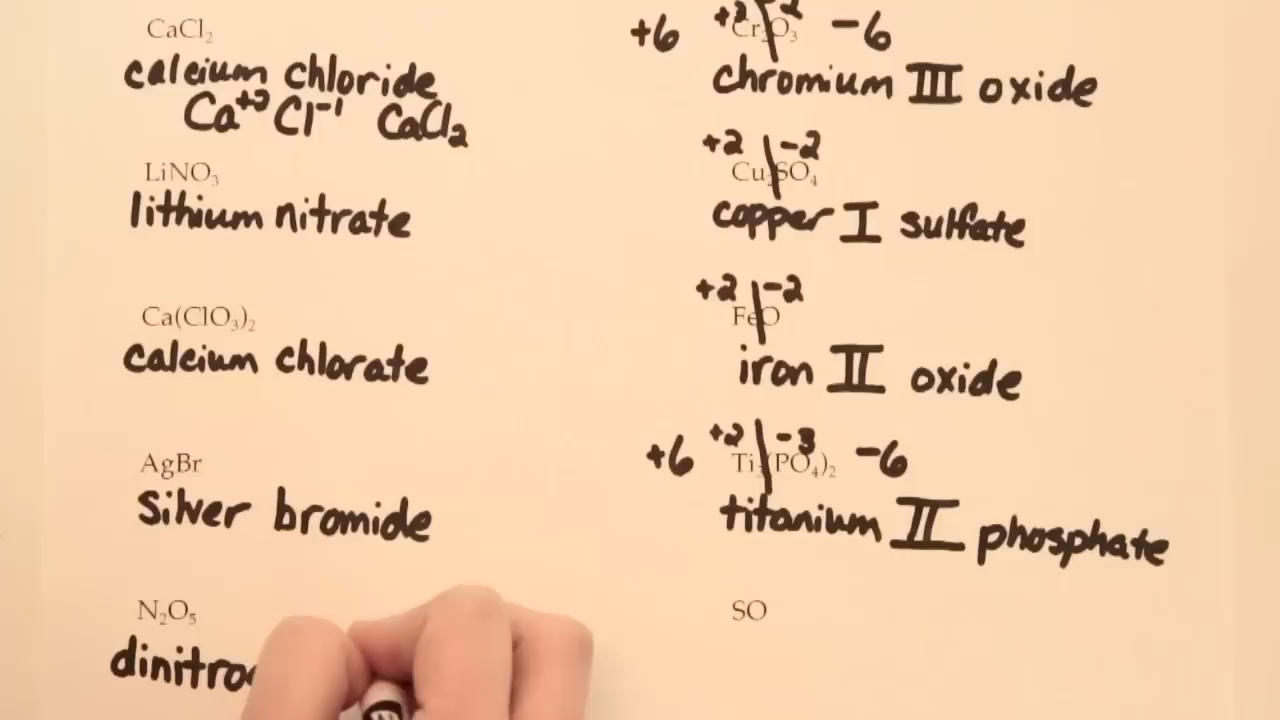 CaCl₂
calcium chloride
Ca⁺² Cl⁻¹ CaCl₂
LiNO₃
lithium nitrate
Ca(ClO₃)₂
calcium chlorate
AgBr
silver bromide
N₂O₅
dinitro
+6 +3 -2 -6
Cr₂O₃
chromium III oxide
+2 -2
Cu₂SO₄
copper I sulfate
+2 -2
FeO
iron II oxide
+6 +2 -3 -6
Ti₃(PO₄)₂
titanium II phosphate
SO